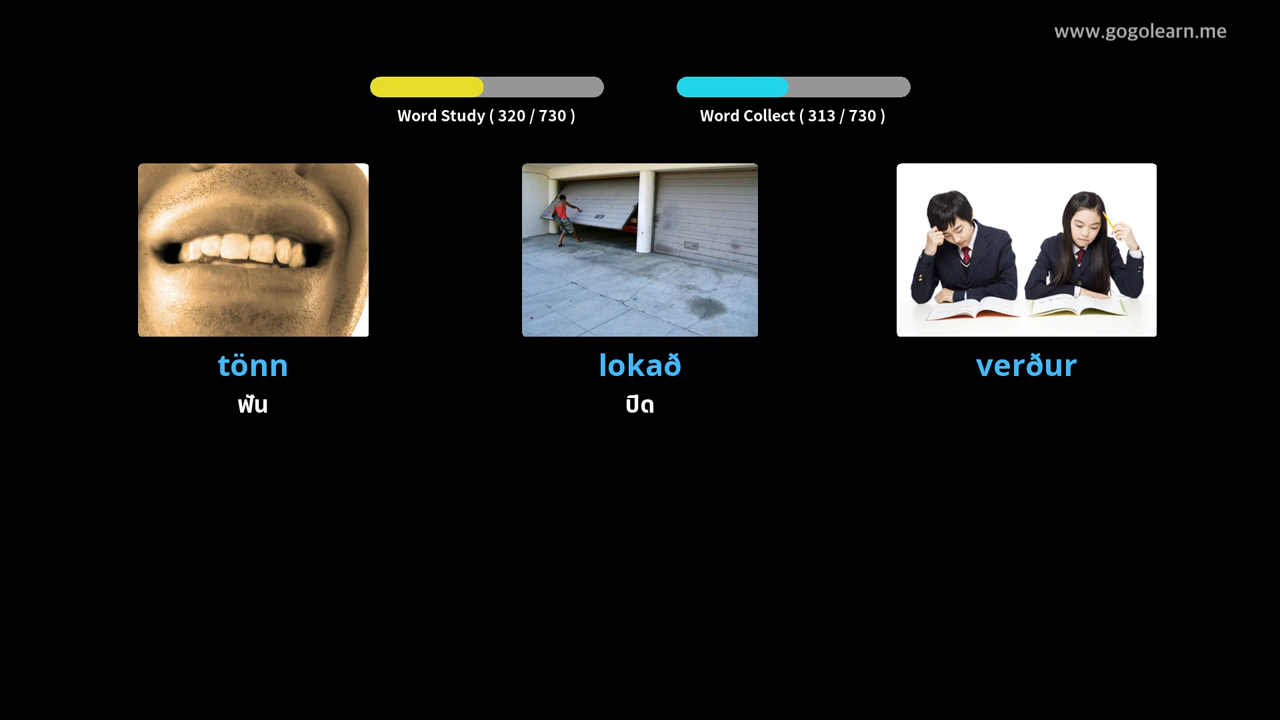 www.gogolearn.me
Word Study ( 320 / 730 )
Word Collect ( 313 / 730 )
tönn
lokað
verður
ฟัน
ปิด